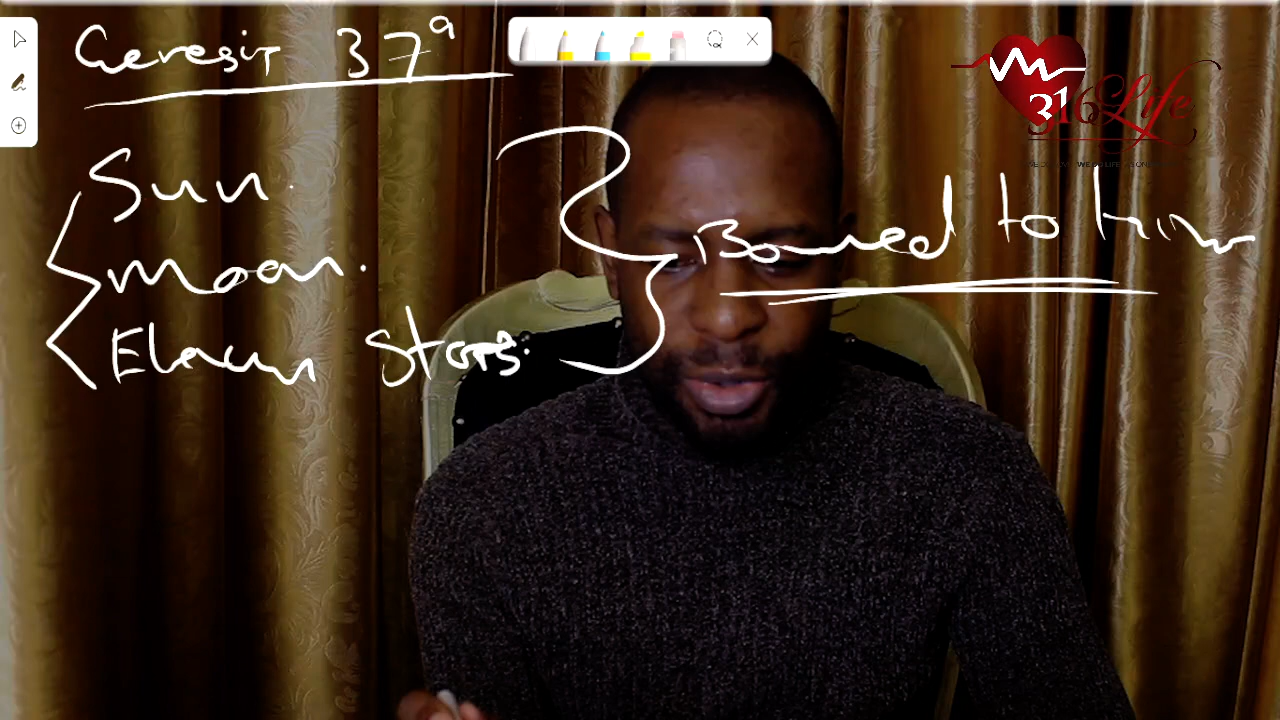 Genesis 37⁹
Sun.
Moon.
Eleven Stars.
Bowed to him
316Life